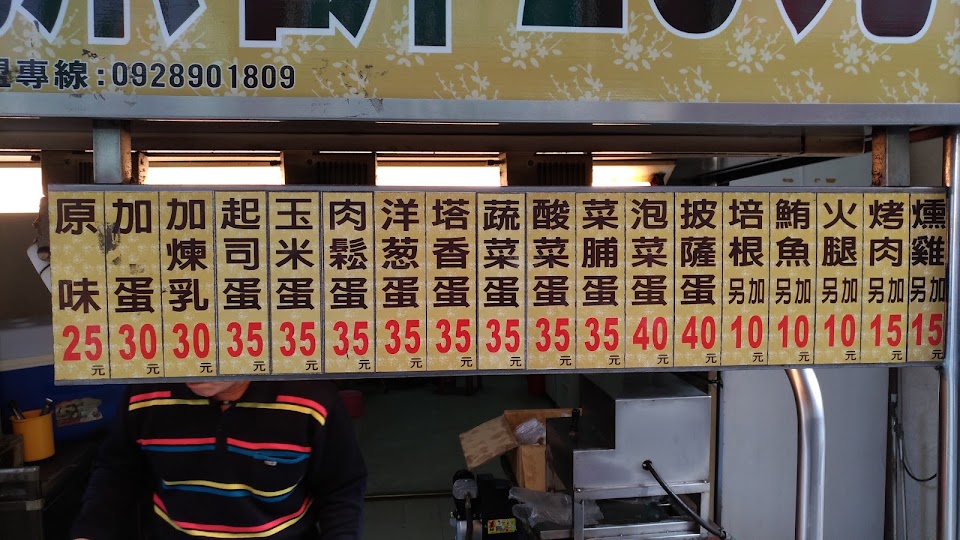 專線:0928901809
原味25元
加蛋30元
加煉乳30元
起司蛋35元
玉米蛋35元
肉鬆蛋35元
洋葱蛋35元
塔香蛋35元
蔬菜蛋35元
酸菜蛋35元
菜脯蛋35元
泡菜蛋40元
披薩蛋40元
培根另加10元
鮪魚另加10元
火腿另加10元
烤肉另加15元
燻雞另加15元